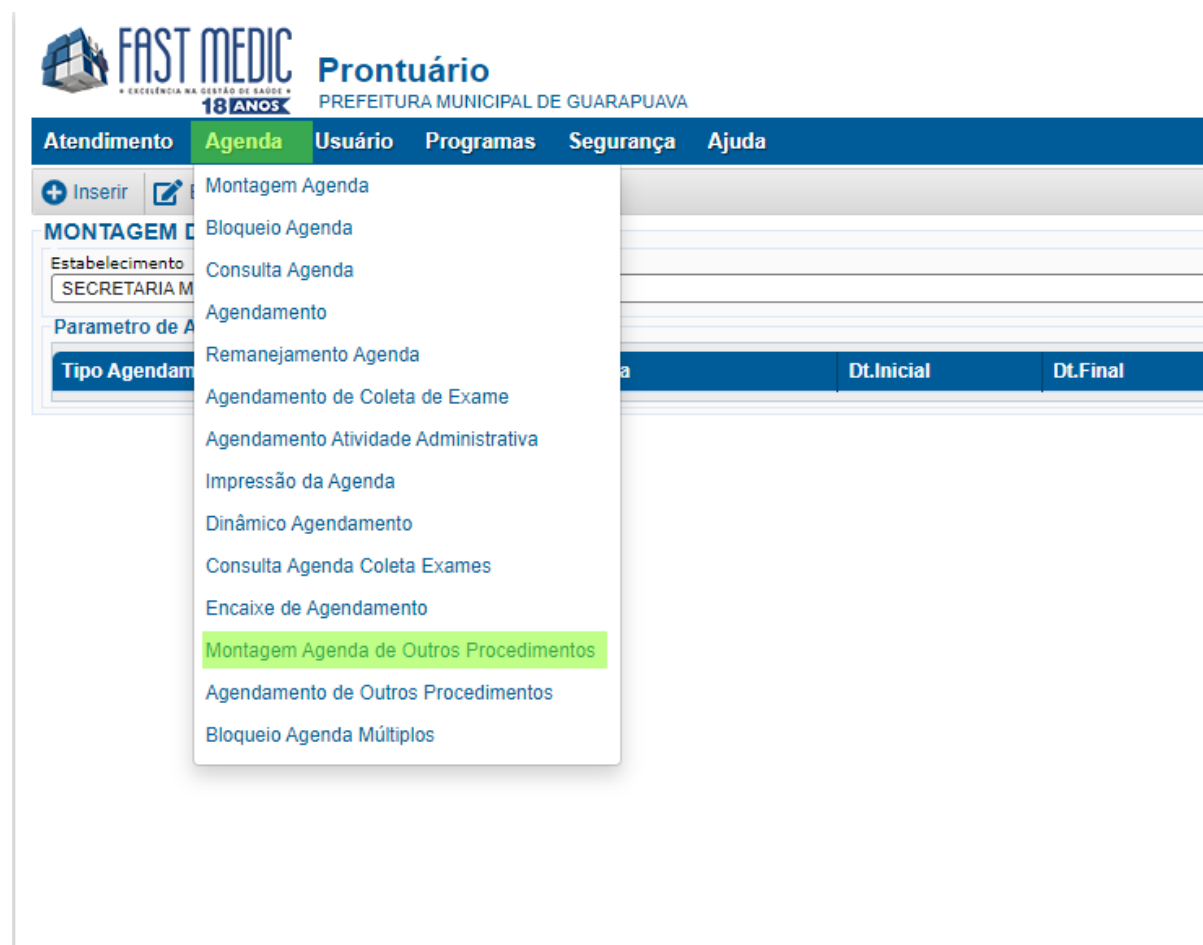 FAST MEDIC
• EXCELÊNCIA NA GESTÃO DE SAÚDE •
18 ANOS
Prontuário
PREFEITURA MUNICIPAL DE GUARAPUAVA
Atendimento Agenda Usuário Programas Segurança Ajuda
Inserir
MONTAGEM
Estabelecimento
SECRETARIA M
Parametro de A
Tipo Agendam a Dt.Inicial Dt.Final
Montagem Agenda
Bloqueio Agenda
Consulta Agenda
Agendamento
Remanejamento Agenda
Agendamento de Coleta de Exame
Agendamento Atividade Administrativa
Impressão da Agenda
Dinâmico Agendamento
Consulta Agenda Coleta Exames
Encaixe de Agendamento
Montagem Agenda de Outros Procedimentos
Agendamento de Outros Procedimentos
Bloqueio Agenda Múltiplos